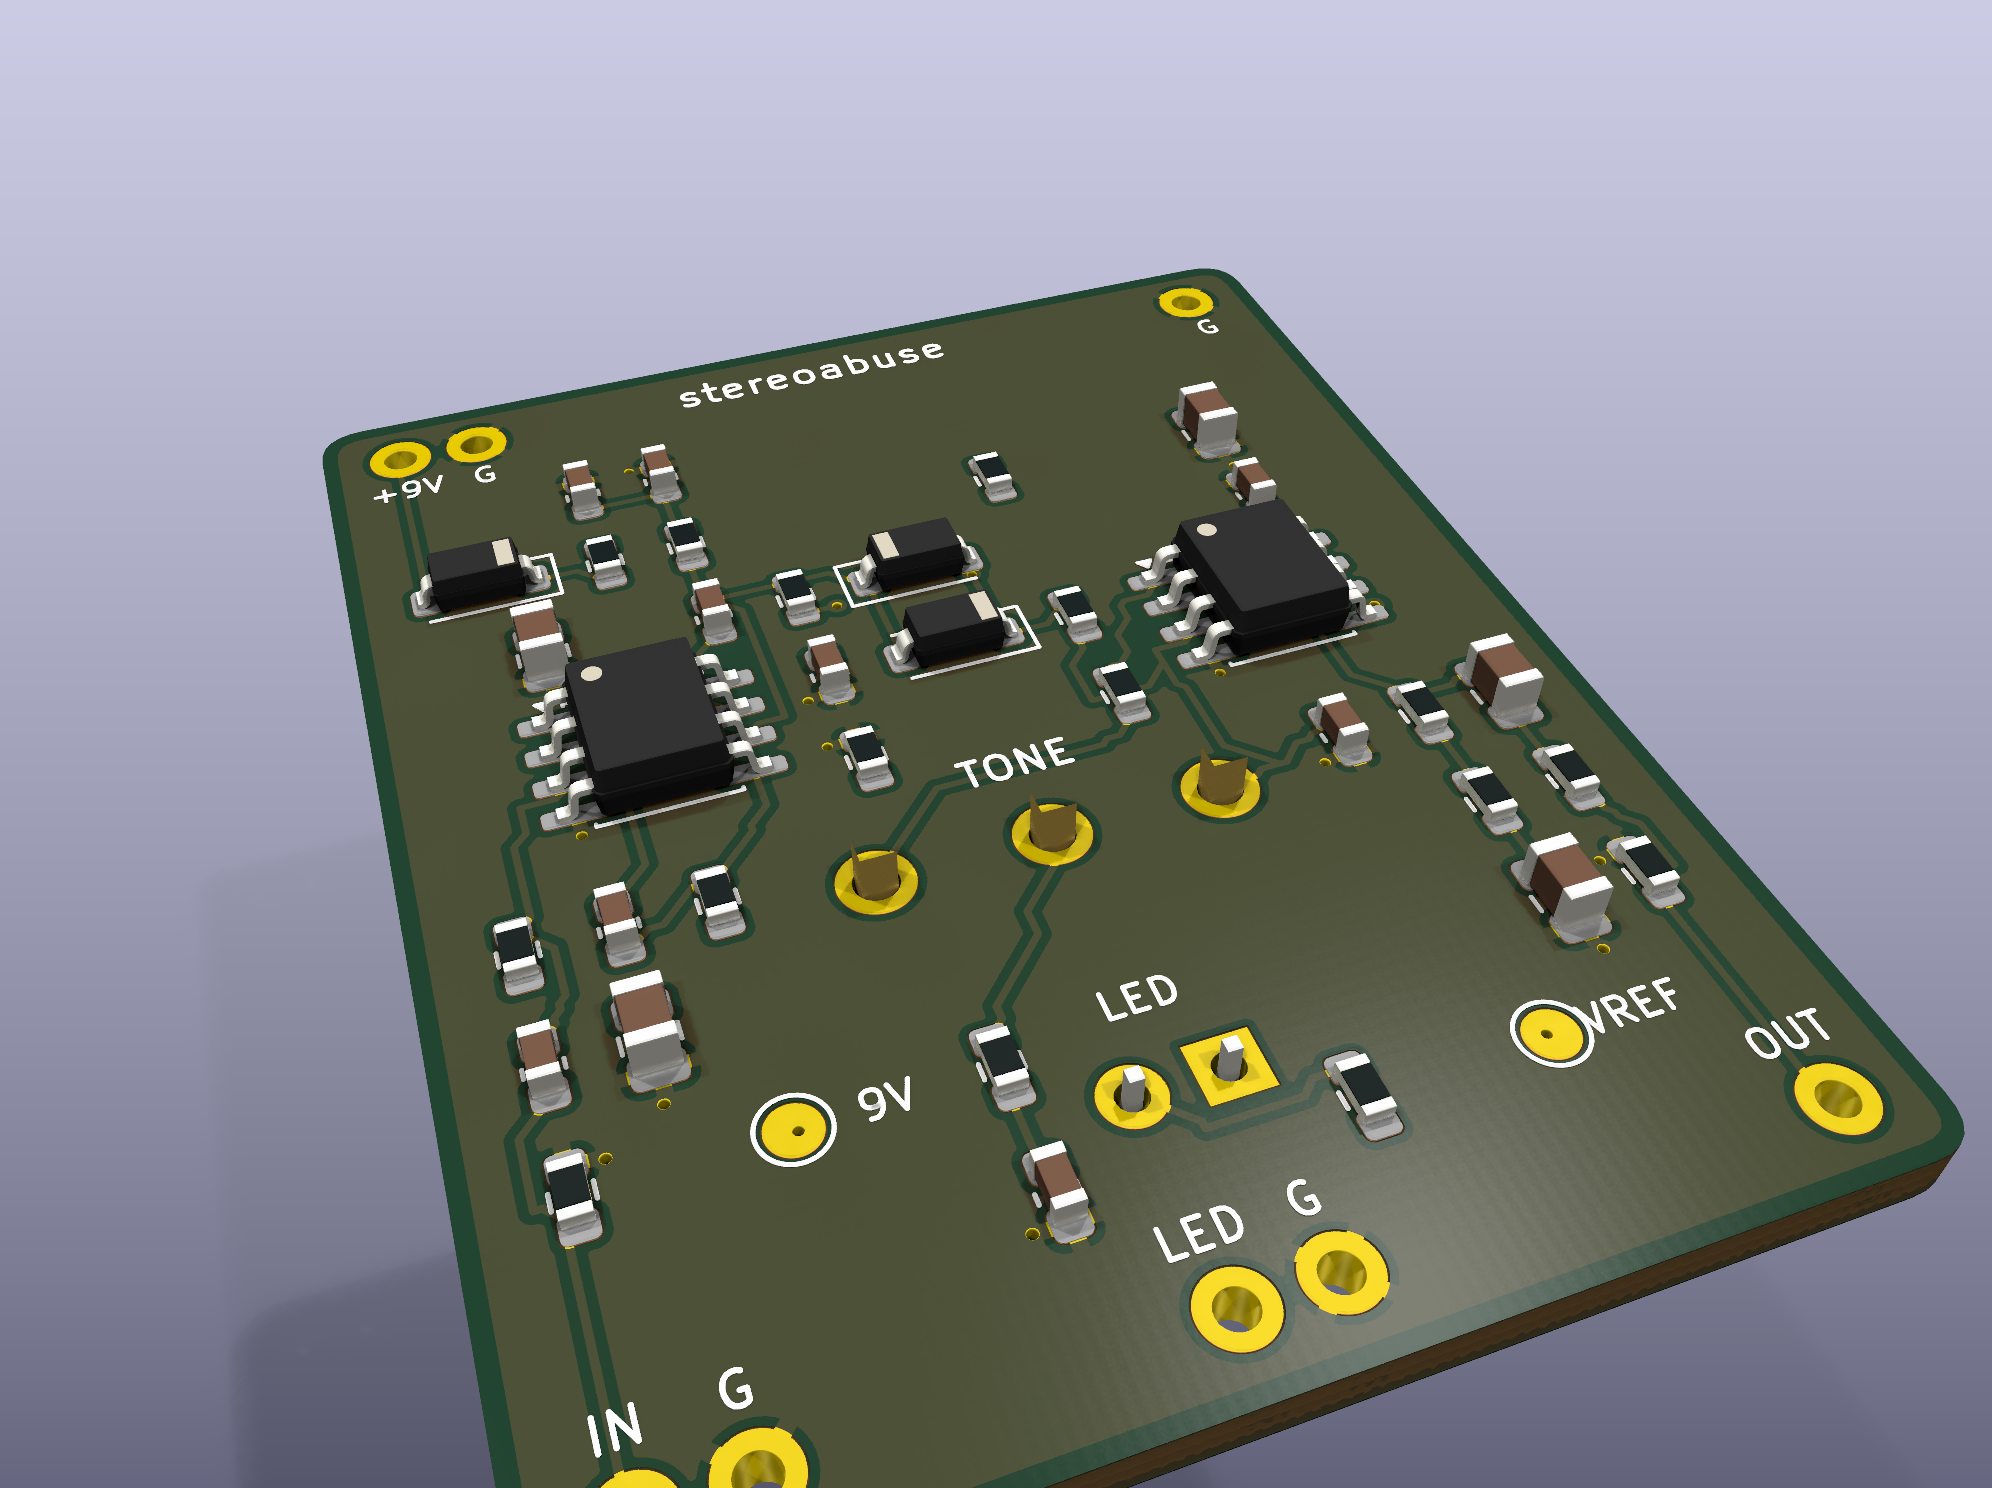 G
stereoabuse
+9V G
TONE
LED
VREF
OUT
9V
LED G
G
IN